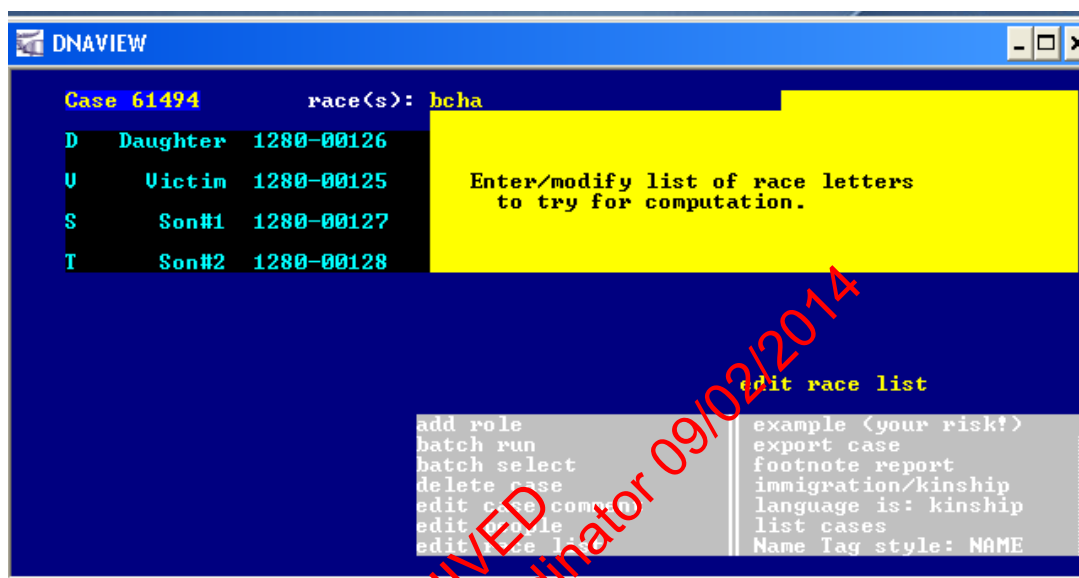 DNAVIEW
Case 61494 race(s): bcha
D Daughter 1280-00126
V Victim 1280-00125
S Son#1 1280-00127
T Son#2 1280-00128
Enter/modify list of race letters
to try for computation.
edit race list
add role
batch run
batch select
delete case
edit case comment
edit people
edit race list
example (your risk!)
export case
footnote report
immigration/kinship
language is: kinship
list cases
Name Tag style: NAME
09/02/2014